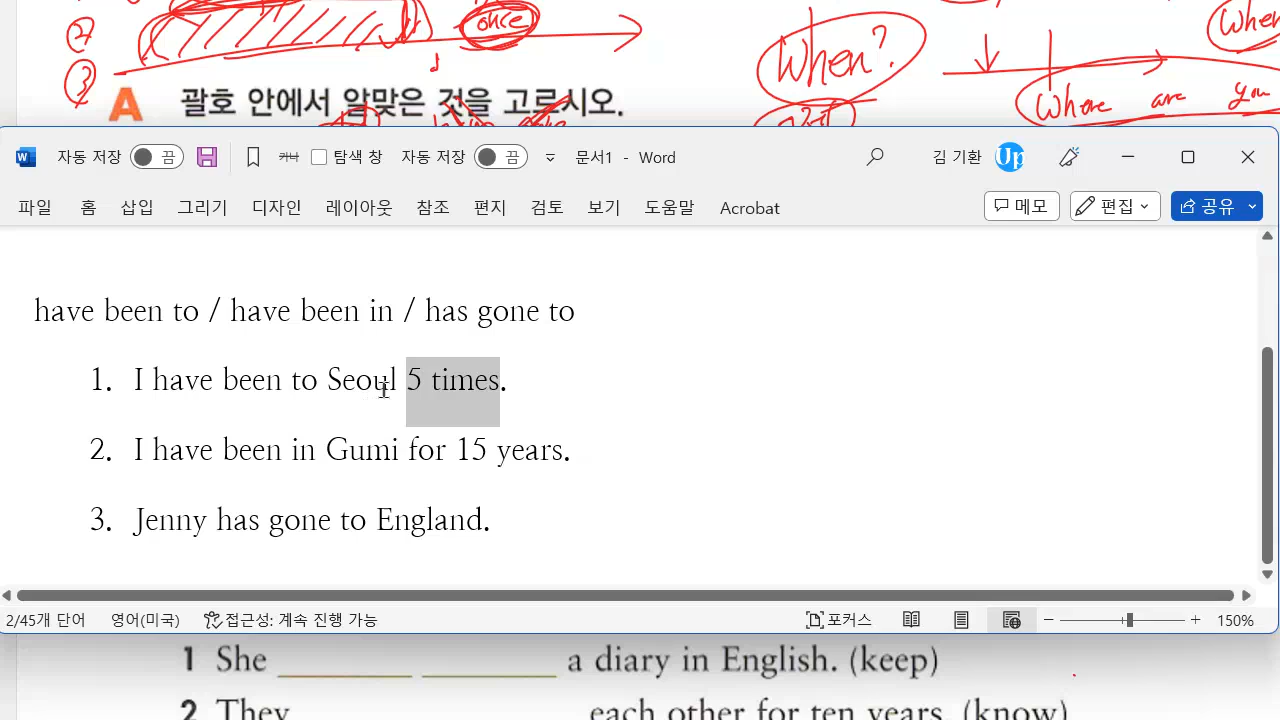 ② once When? When
③
A 괄호 안에서 알맞은 것을 고르시오.
Where are you
자동 저장 끔 탐색 창 자동 저장 끔 문서1 - Word 김 기환 Up
파일 홈 삽입 그리기 디자인 레이아웃 참조 편지 검토 보기 도움말 Acrobat 메모 편집 공유
have been to / have been in / has gone to
1. I have been to Seoul 5 times.
2. I have been in Gumi for 15 years.
3. Jenny has gone to England.
2/45개 단어 영어(미국) 접근성: 계속 진행 가능 포커스 150%
1 She a diary in English. (keep)
2 They each other for ten years. (know)